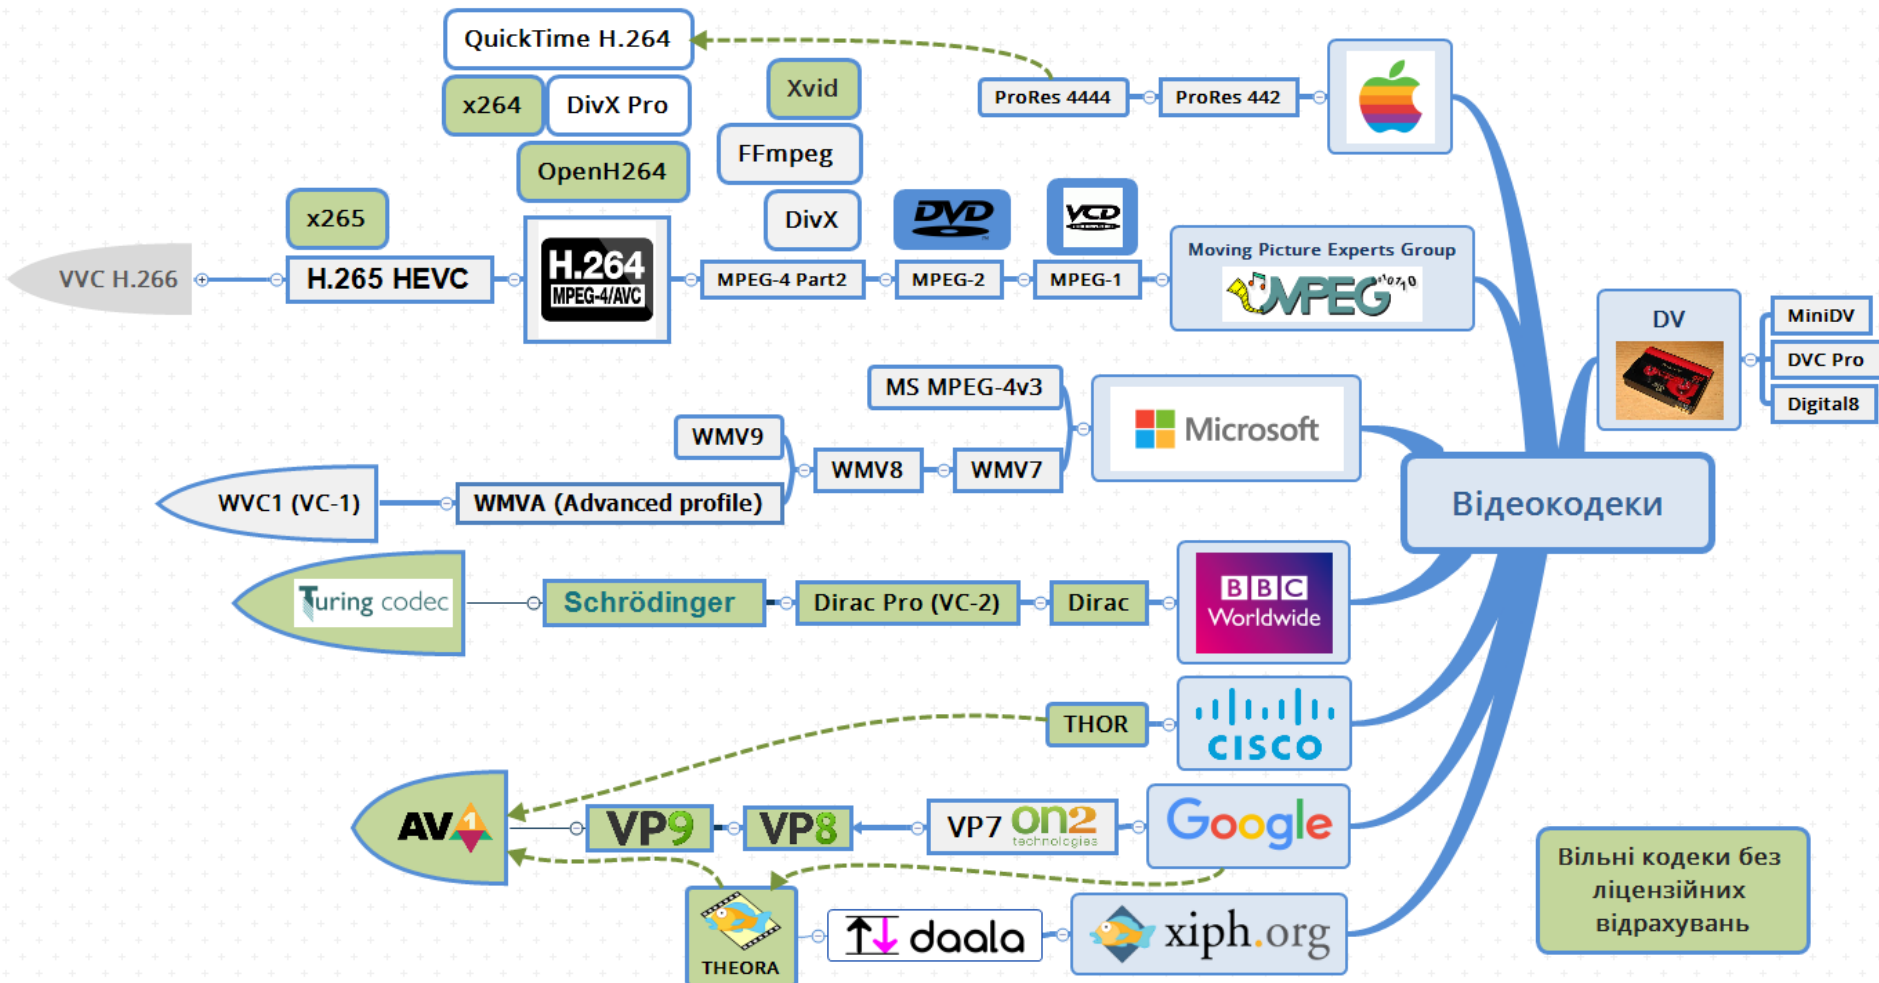 QuickTime H.264
x264
DivX Pro
OpenH264
Xvid
FFmpeg
DivX
ProRes 4444
ProRes 442
x265
DVD
VCD
VVC H.266
H.265 HEVC
H.264
MPEG-4/AVC
MPEG-4 Part2
MPEG-2
MPEG-1
Moving Picture Experts Group
MPEG
DV
MiniDV
DVC Pro
Digital8
MS MPEG-4v3
Microsoft
WMV9
WMV8
WMV7
WVC1 (VC-1)
WMVA (Advanced profile)
Відеокодеки
Turing codec
Schrödinger
Dirac Pro (VC-2)
Dirac
BBC
Worldwide
THOR
CISCO
AV1
VP9
VP8
VP7
on2
technologies
Google
THEORA
daala
xiph.org
Вільні кодеки без
ліцензійних
відрахувань